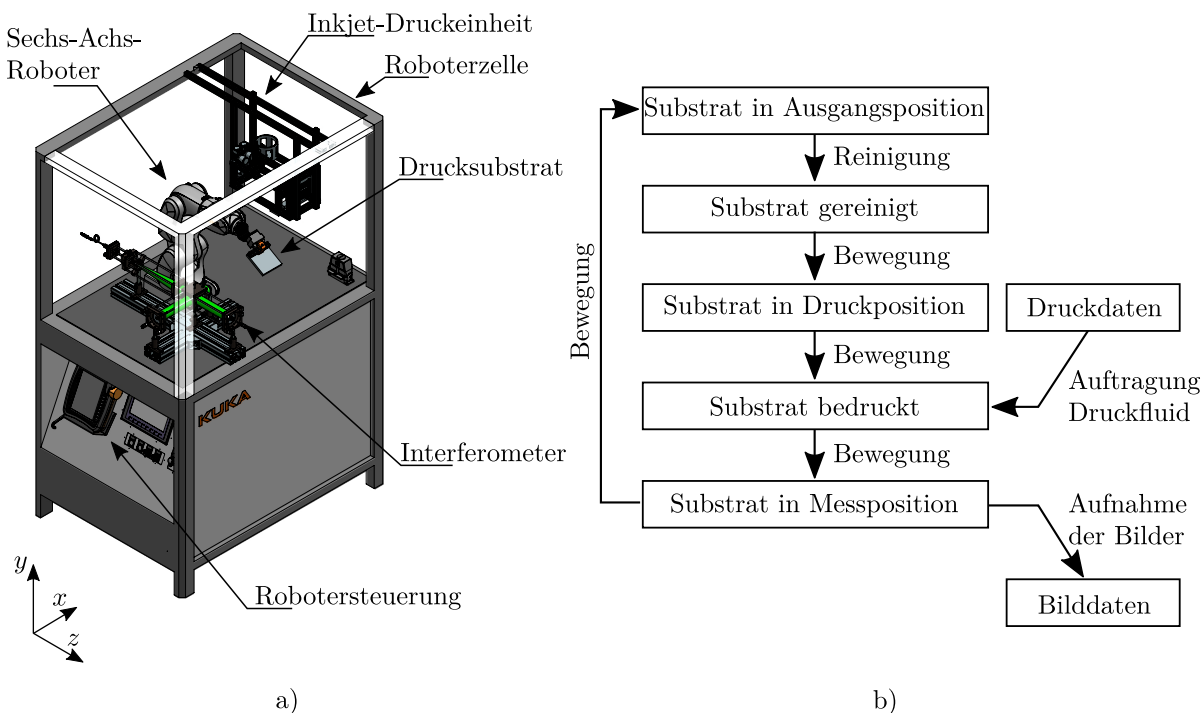 Sechs-Achs-
Roboter
Inkjet-Druckeinheit
Roboterzelle
Drucksubstrat
KUKA
Interferometer
Robotersteuerung
y
x
z
a)
Substrat in Ausgangsposition
Reinigung
Substrat gereinigt
Bewegung
Bewegung
Substrat in Druckposition
Druckdaten
Bewegung
Auftragung
Druckfluid
Substrat bedruckt
Bewegung
Substrat in Messposition
Aufnahme
der Bilder
Bilddaten
b)